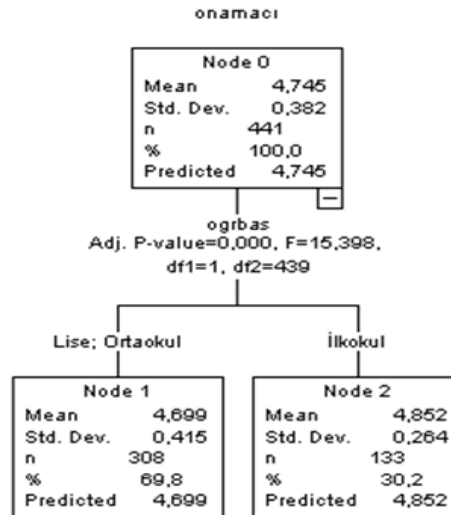 onamacı
Node 0
Mean 4,745
Std. Dev. 0,382
n 441
% 100,0
Predicted 4,745
ogrbas
Adj. P-value=0,000, F=15,398,
df1=1, df2=439
Lise; Ortaokul
İlkokul
Node 1
Mean 4,699
Std. Dev. 0,415
n 308
% 69,8
Predicted 4,699
Node 2
Mean 4,852
Std. Dev. 0,264
n 133
% 30,2
Predicted 4,852